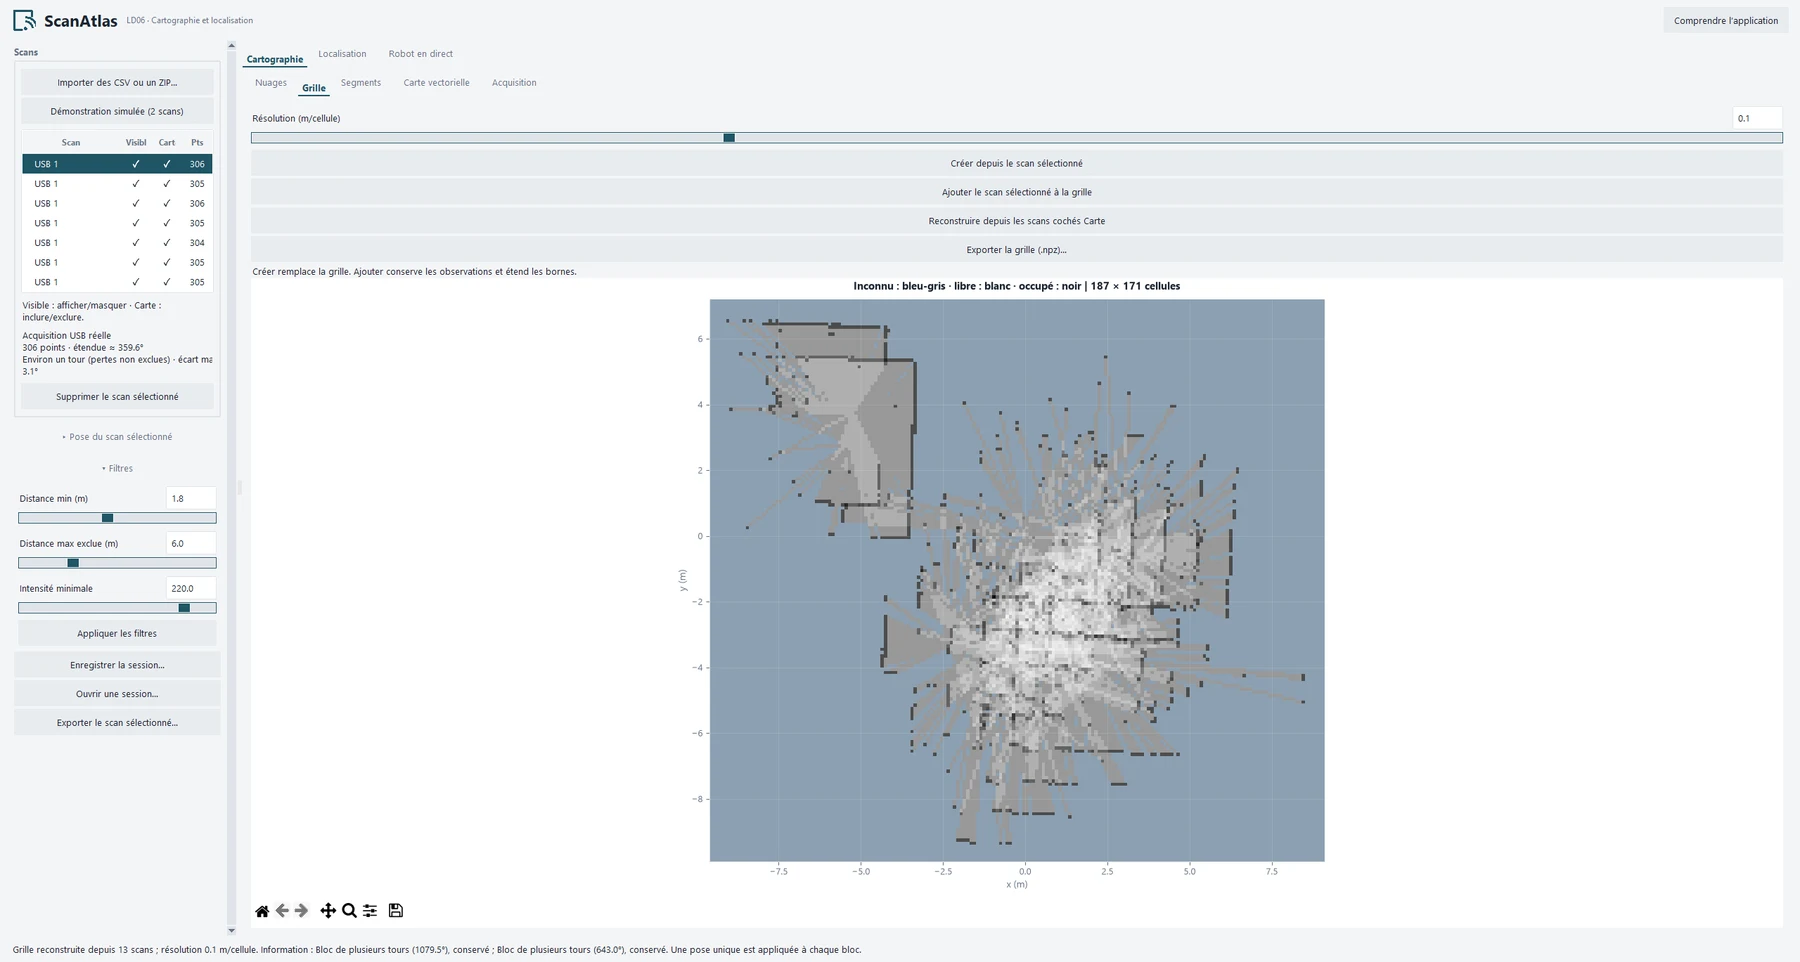 ScanAtlas LD06 · Cartographie et localisation
Comprendre l'application
Scans
Importer des CSV ou un ZIP...
Démonstration simulée (2 scans)
Scan Visibl Cart Pts
USB 1 ✓ ✓ 306
USB 1 ✓ ✓ 305
USB 1 ✓ ✓ 306
USB 1 ✓ ✓ 305
USB 1 ✓ ✓ 304
USB 1 ✓ ✓ 305
USB 1 ✓ ✓ 305
Visible : afficher/masquer · Carte :
inclure/exclure.
Acquisition USB réelle
306 points · étendue ≈ 359.6°
Environ un tour (pertes non exclues) · écart ma
3.1°
Supprimer le scan sélectionné
‣ Pose du scan sélectionné
▾ Filtres
Distance min (m) 1.8
Distance max exclue (m) 6.0
Intensité minimale 220.0
Appliquer les filtres
Enregistrer la session...
Ouvrir une session...
Exporter le scan sélectionné...
Cartographie Localisation Robot en direct
Nuages Grille Segments Carte vectorielle Acquisition
Résolution (m/cellule) 0.1
Créer depuis le scan sélectionné
Ajouter le scan sélectionné à la grille
Reconstruire depuis les scans cochés Carte
Exporter la grille (.npz)...
Créer remplace la grille. Ajouter conserve les observations et étend les bornes.
Inconnu : bleu-gris · libre : blanc · occupé : noir | 187 × 171 cellules
6
4
2
0
−2
−4
−6
−8
y (m)
−7.5 −5.0 −2.5 0.0 2.5 5.0 7.5
x (m)
Grille reconstruite depuis 13 scans ; résolution 0.1 m/cellule. Information : Bloc de plusieurs tours (1079.5°), conservé ; Bloc de plusieurs tours (643.0°), conservé. Une pose unique est appliquée à chaque bloc.